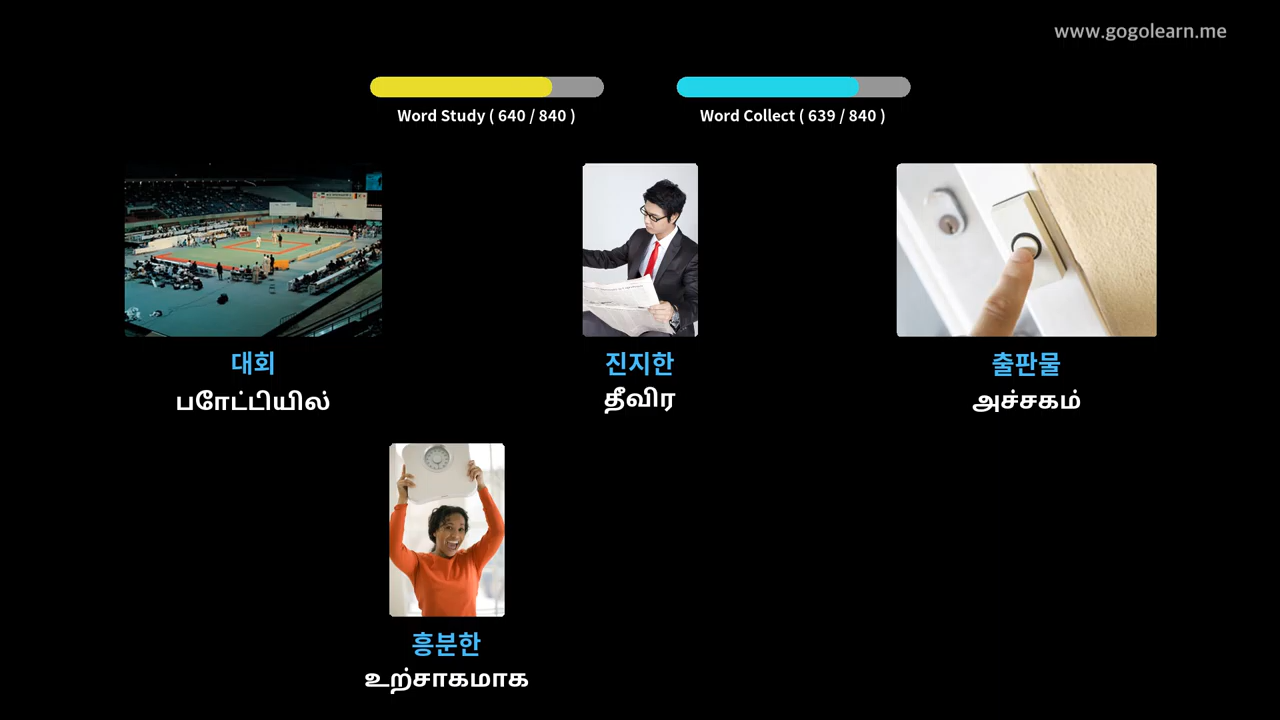 www.gogolearn.me
Word Study ( 640 / 840 )
Word Collect ( 639 / 840 )
대회
போட்டியில்
진지한
தீவிர
출판물
அச்சகம்
흥분한
உற்சாகமாக